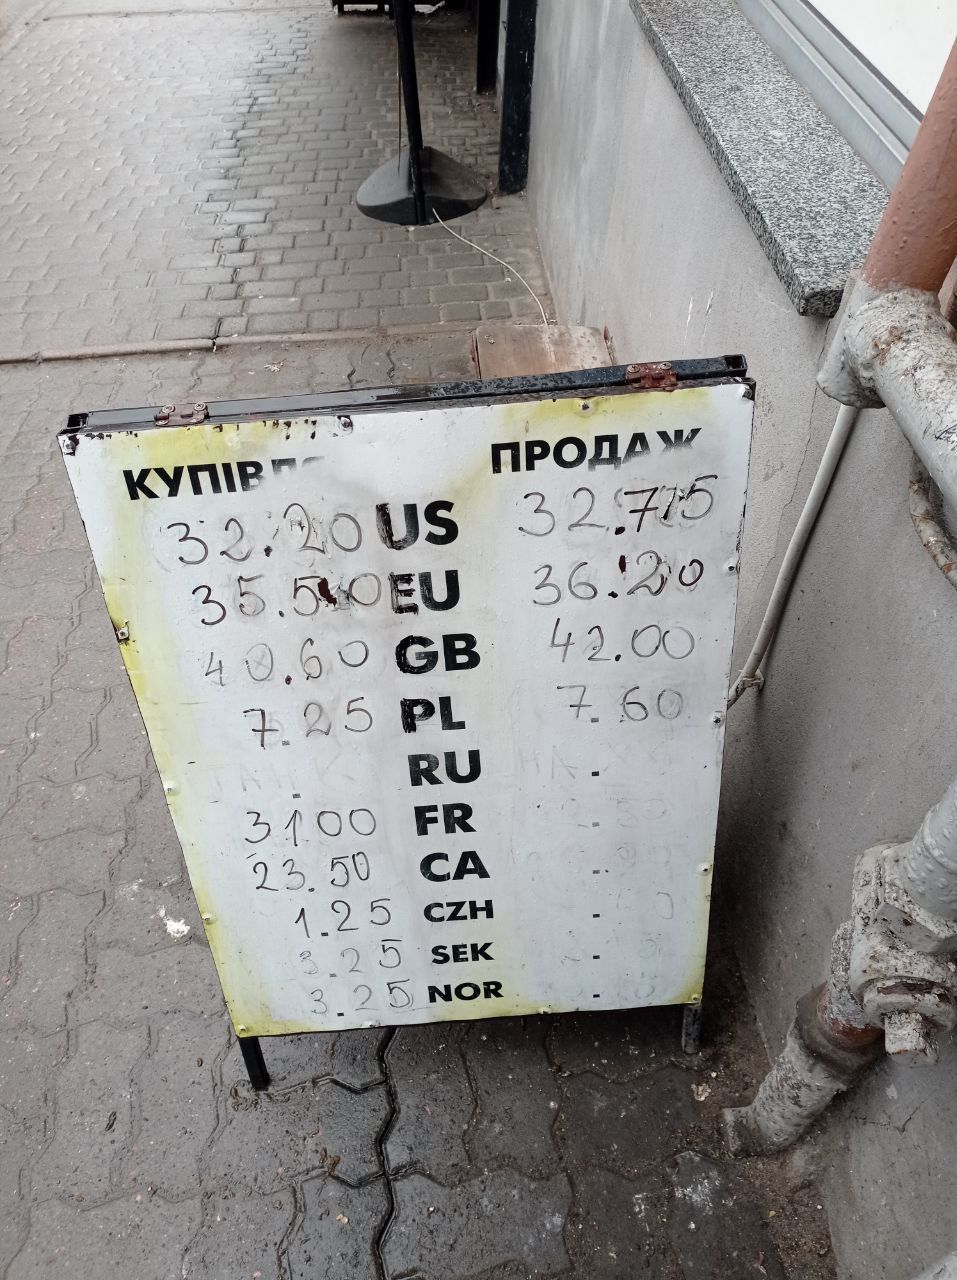 ПРОДАЖ
32.20 US 32.75
35.50 EU 36.20
40.60 GB 42.00
7.25 PL 7.60
RU
31.00 FR
23.50 CA
1.25 CZH
3.25 SEK
3.25 NOR